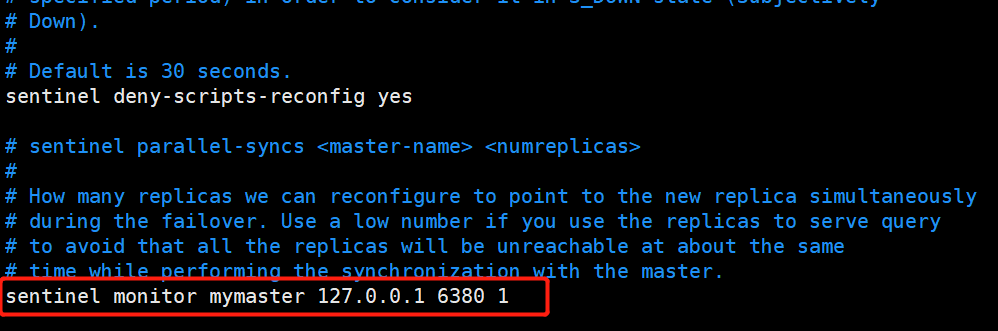 # specified period) in order to consider it in S_DOWN state (Subjectively
# Down).
#
# Default is 30 seconds.
sentinel deny-scripts-reconfig yes
# sentinel parallel-syncs <master-name> <numreplicas>
#
# How many replicas we can reconfigure to point to the new replica simultaneously
# during the failover. Use a low number if you use the replicas to serve query
# to avoid that all the replicas will be unreachable at about the same
# time while performing the synchronization with the master.
sentinel monitor mymaster 127.0.0.1 6380 1